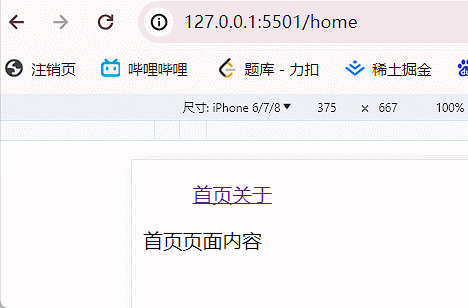 127.0.0.1:5501/home
注销页 哔哩哔哩 题库 - 力扣 稀土掘金
尺寸: iPhone 6/7/8 ▼ 375 × 667 100%
首页关于
首页页面内容